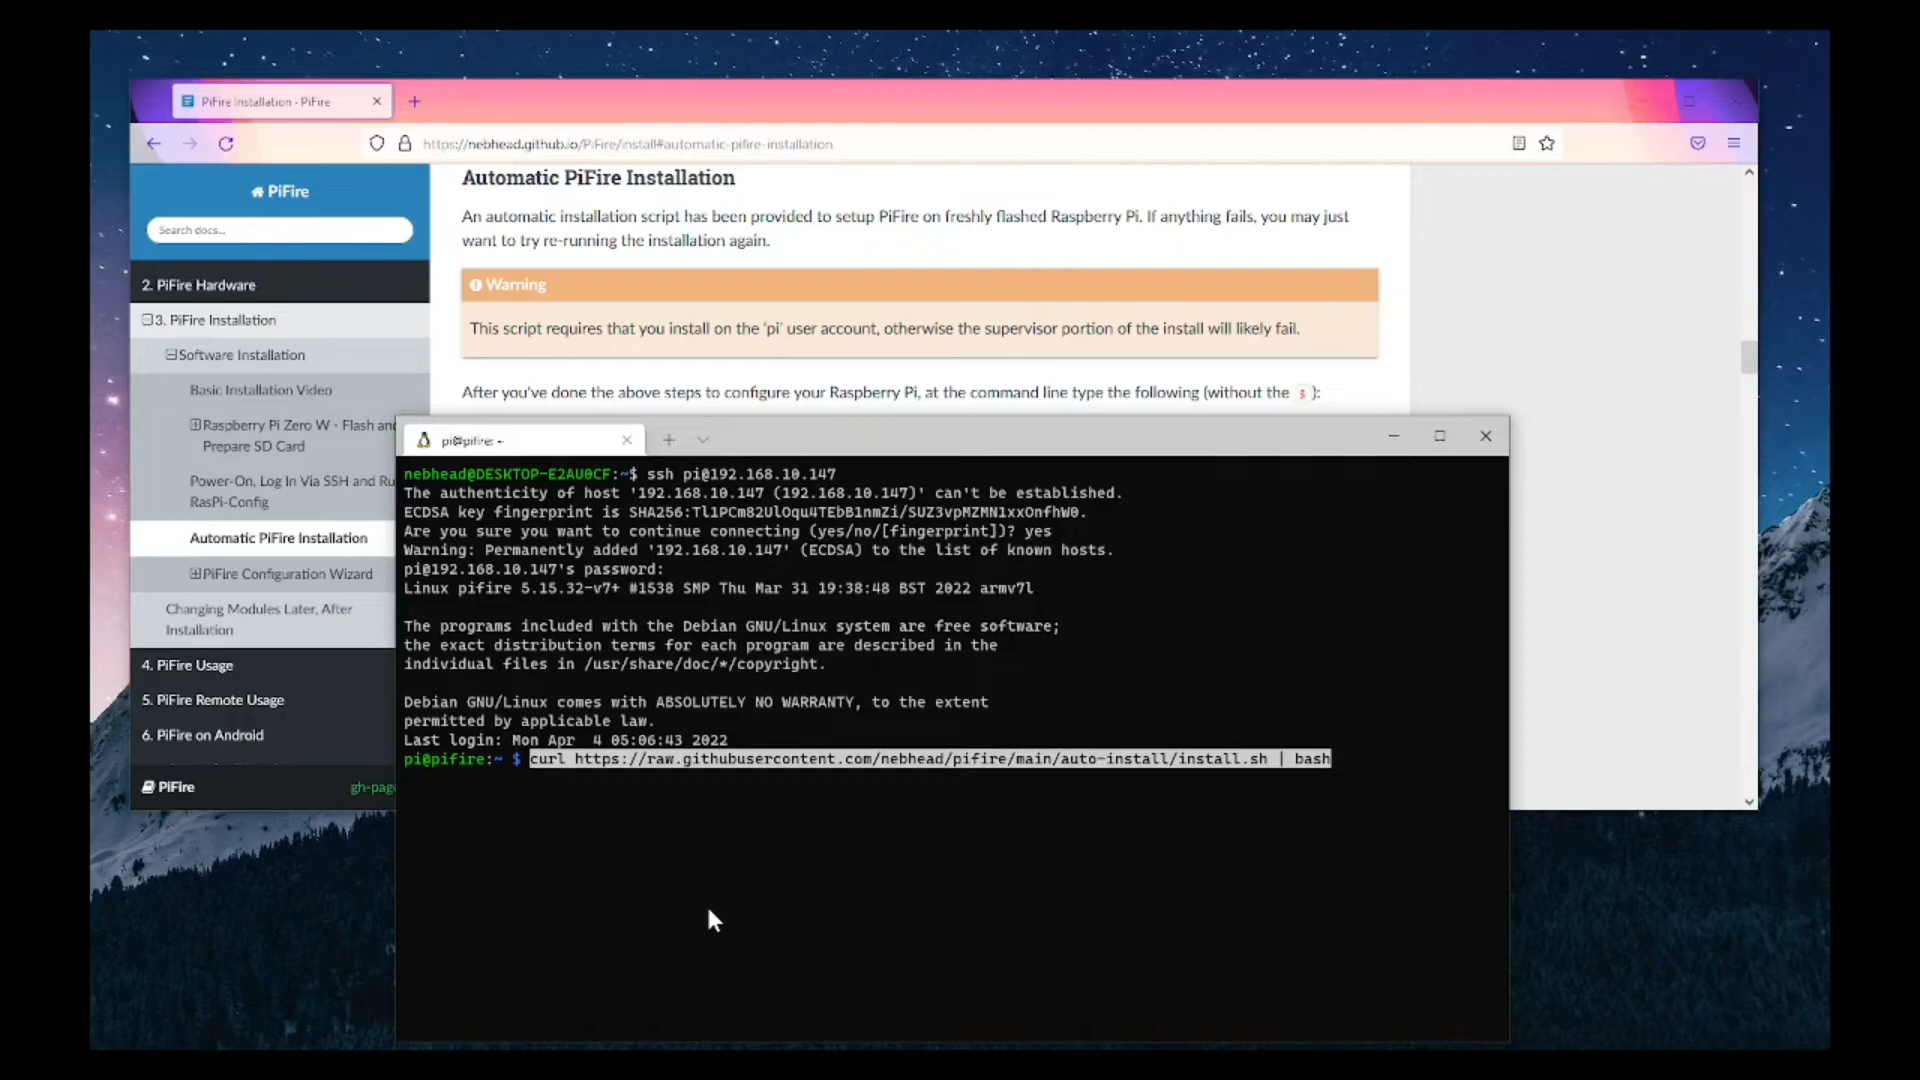 PiFire Installation - PiFire
https://nebhead.github.io/PiFire/install#automatic-pifire-installation
PiFire
Search docs...
2. PiFire Hardware
3. PiFire Installation
Software Installation
Basic Installation Video
Raspberry Pi Zero W - Flash and
Prepare SD Card
Power-On, Log In Via SSH and Ru
RasPi-Config
Automatic PiFire Installation
PiFire Configuration Wizard
Changing Modules Later, After
Installation
4. PiFire Usage
5. PiFire Remote Usage
6. PiFire on Android
PiFire
gh-page
Automatic PiFire Installation
An automatic installation script has been provided to setup PiFire on freshly flashed Raspberry Pi. If anything fails, you may just
want to try re-running the installation again.
Warning
This script requires that you install on the 'pi' user account, otherwise the supervisor portion of the install will likely fail.
After you've done the above steps to configure your Raspberry Pi, at the command line type the following (without the $ ):
pi@pifire: ~
nebhead@DESKTOP-E2AU0CF:~$ ssh pi@192.168.10.147
The authenticity of host '192.168.10.147 (192.168.10.147)' can't be established.
ECDSA key fingerprint is SHA256:Tl1PCm82UlOqu4TEbB1nmZi/SUZ3vpMZMN1xxOnfhW0.
Are you sure you want to continue connecting (yes/no/[fingerprint])? yes
Warning: Permanently added '192.168.10.147' (ECDSA) to the list of known hosts.
pi@192.168.10.147's password:
Linux pifire 5.15.32-v7+ #1538 SMP Thu Mar 31 19:38:48 BST 2022 armv7l
The programs included with the Debian GNU/Linux system are free software;
the exact distribution terms for each program are described in the
individual files in /usr/share/doc/*/copyright.
Debian GNU/Linux comes with ABSOLUTELY NO WARRANTY, to the extent
permitted by applicable law.
Last login: Mon Apr  4 05:06:43 2022
pi@pifire:~ $ curl https://raw.githubusercontent.com/nebhead/pifire/main/auto-install/install.sh | bash